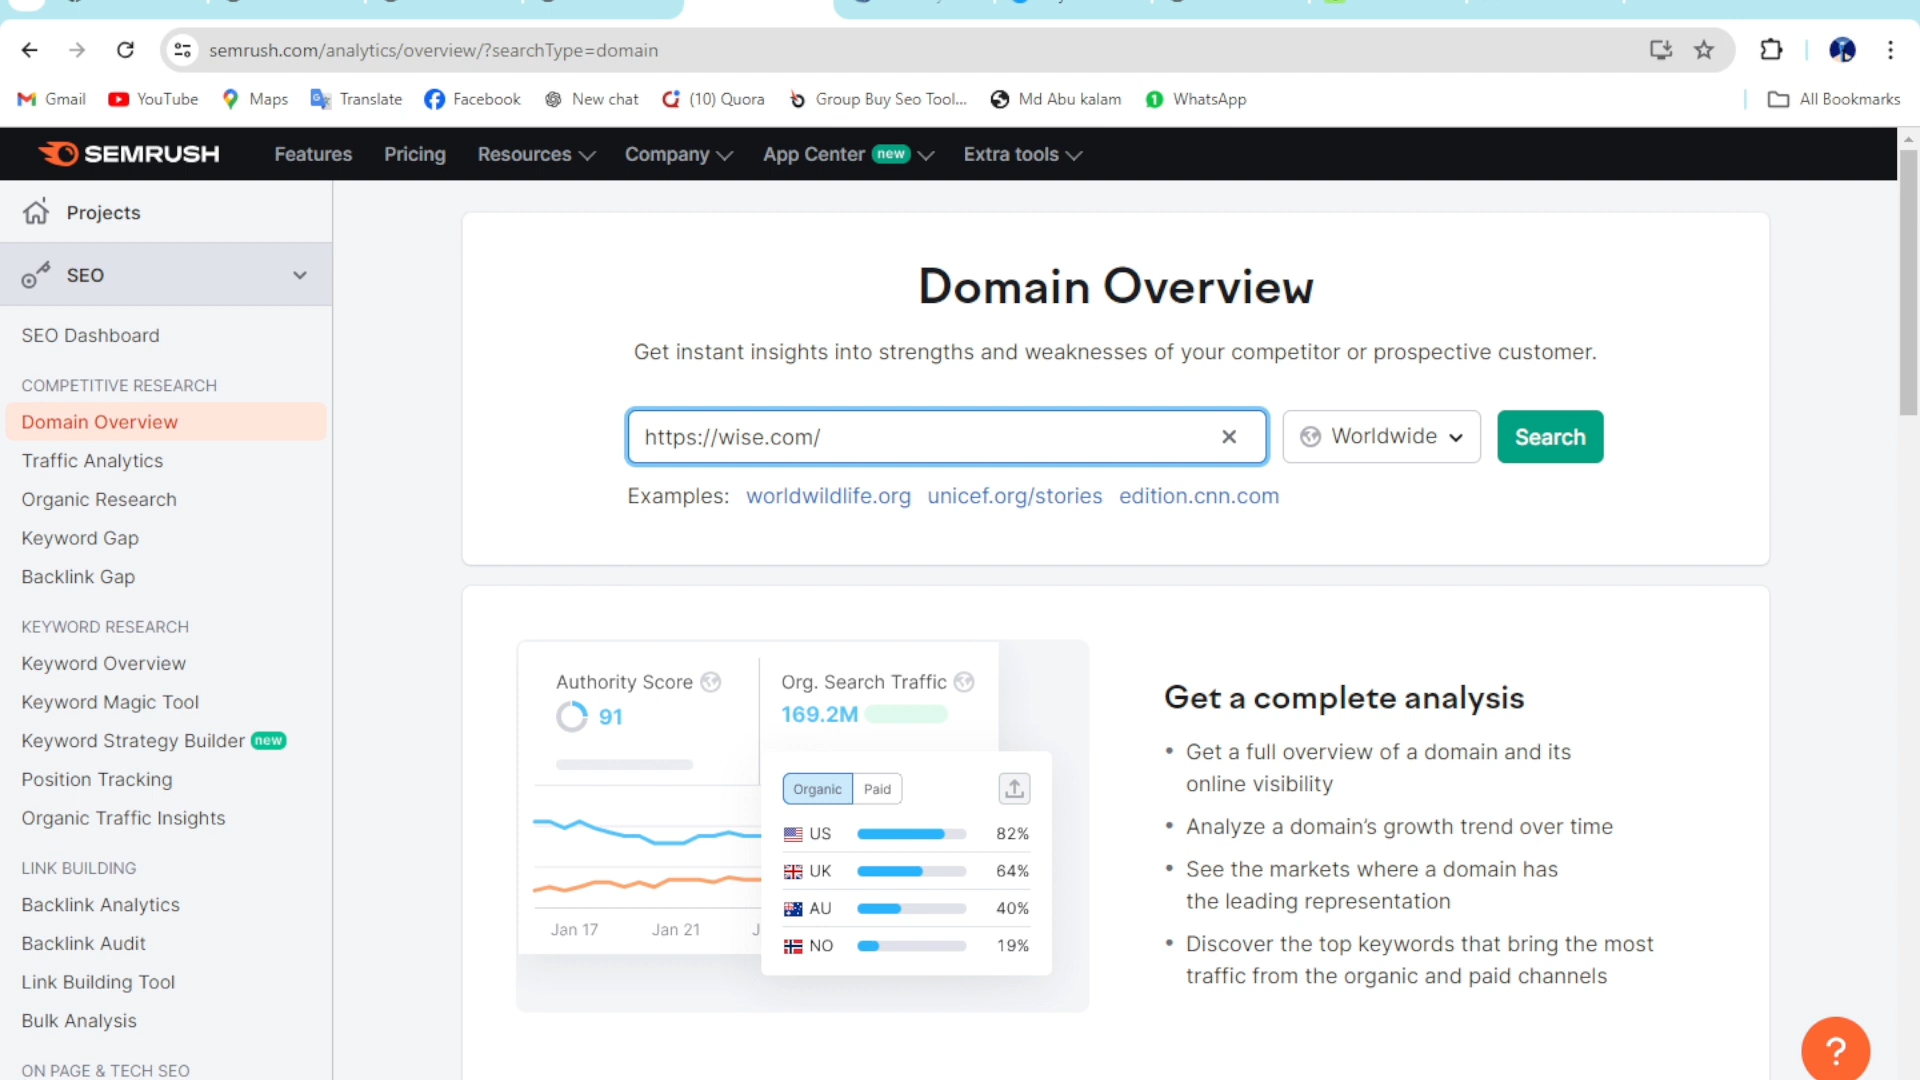 semrush.com/analytics/overview/?searchType=domain
Gmail YouTube Maps Translate Facebook New chat (10) Quora Group Buy Seo Tool... Md Abu kalam WhatsApp All Bookmarks
SEMRUSH Features Pricing Resources Company App Center new Extra tools
Projects
SEO
SEO Dashboard
COMPETITIVE RESEARCH
Domain Overview
Traffic Analytics
Organic Research
Keyword Gap
Backlink Gap
KEYWORD RESEARCH
Keyword Overview
Keyword Magic Tool
Keyword Strategy Builder new
Position Tracking
Organic Traffic Insights
LINK BUILDING
Backlink Analytics
Backlink Audit
Link Building Tool
Bulk Analysis
ON PAGE & TECH SEO
Domain Overview
Get instant insights into strengths and weaknesses of your competitor or prospective customer.
https://wise.com/ Worldwide Search
Examples: worldwildlife.org unicef.org/stories edition.cnn.com
Authority Score Org. Search Traffic
91 169.2M
Organic Paid
US 82%
UK 64%
AU 40%
NO 19%
Jan 17 Jan 21 J
Get a complete analysis
• Get a full overview of a domain and its
online visibility
• Analyze a domain's growth trend over time
• See the markets where a domain has
the leading representation
• Discover the top keywords that bring the most
traffic from the organic and paid channels
?